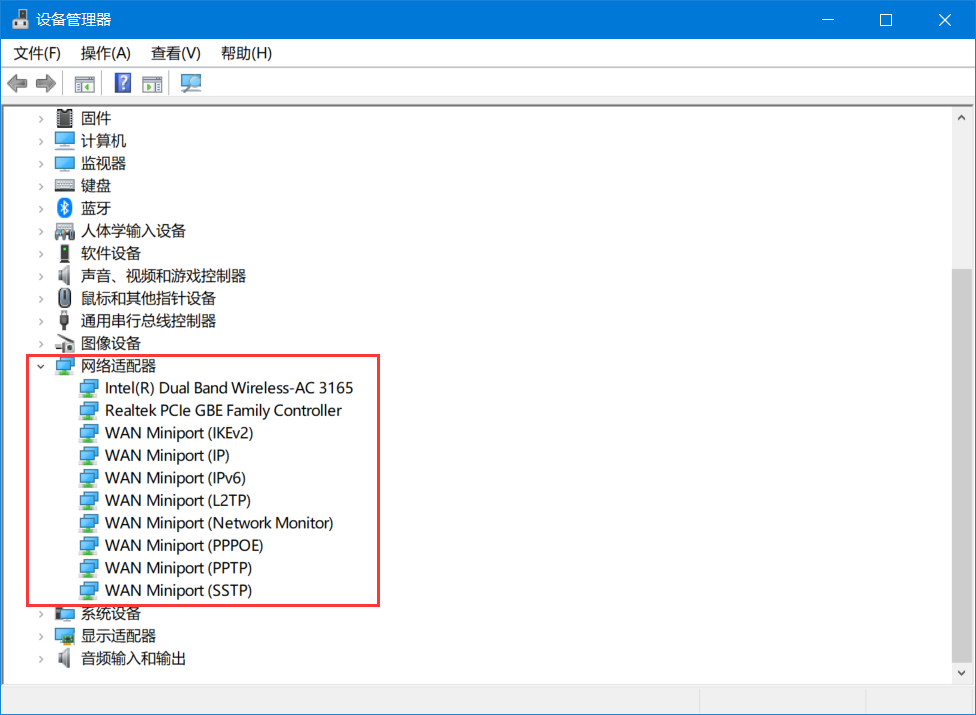 设备管理器
文件(F) 操作(A) 查看(V) 帮助(H)
固件
计算机
监视器
键盘
蓝牙
人体学输入设备
软件设备
声音、视频和游戏控制器
鼠标和其他指针设备
通用串行总线控制器
图像设备
网络适配器
Intel(R) Dual Band Wireless-AC 3165
Realtek PCIe GBE Family Controller
WAN Miniport (IKEv2)
WAN Miniport (IP)
WAN Miniport (IPv6)
WAN Miniport (L2TP)
WAN Miniport (Network Monitor)
WAN Miniport (PPPOE)
WAN Miniport (PPTP)
WAN Miniport (SSTP)
系统设备
显示适配器
音频输入和输出